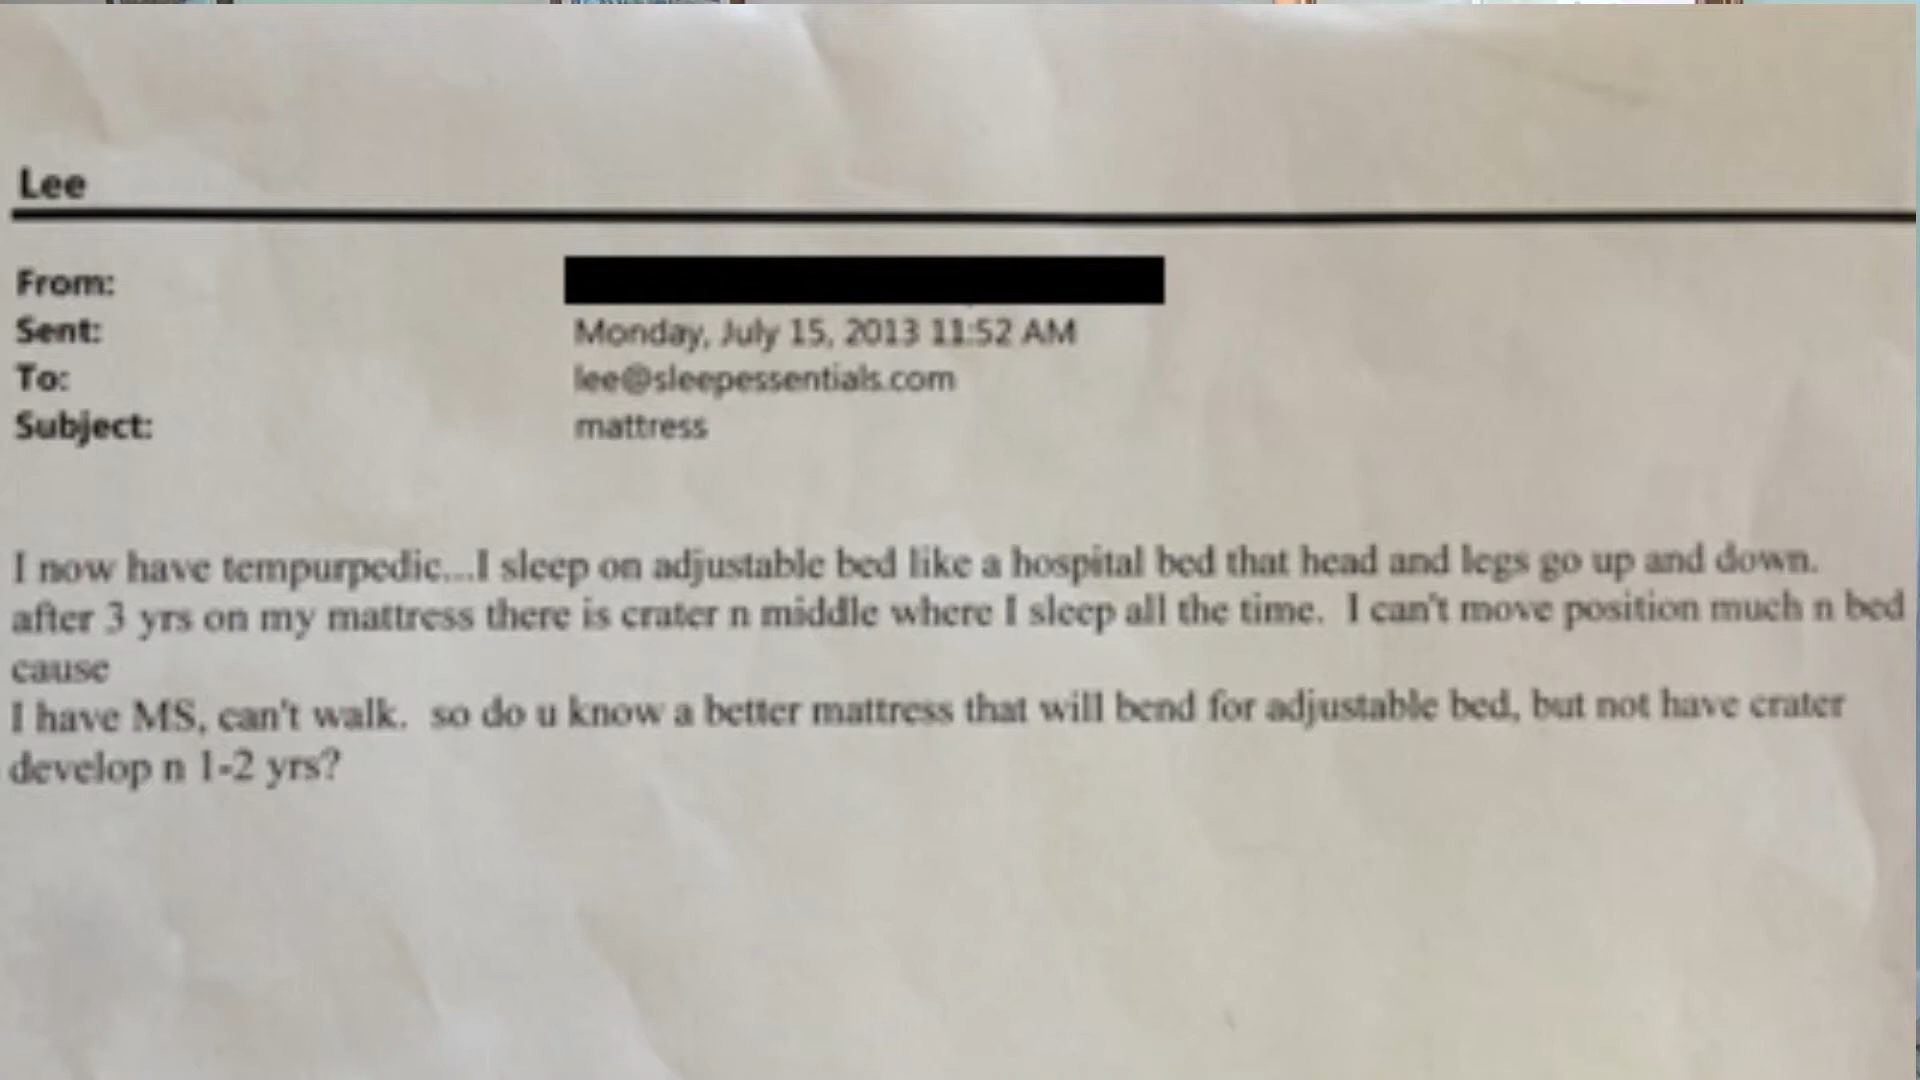 Lee
From:
Sent: Monday, July 15, 2013 11:52 AM
To: lee@sleepessentials.com
Subject: mattress
I now have tempurpedic...I sleep on adjustable bed like a hospital bed that head and legs go up and down.
after 3 yrs on my mattress there is crater n middle where I sleep all the time.  I can't move position much n bed
cause
I have MS, can't walk.  so do u know a better mattress that will bend for adjustable bed, but not have crater
develop n 1-2 yrs?